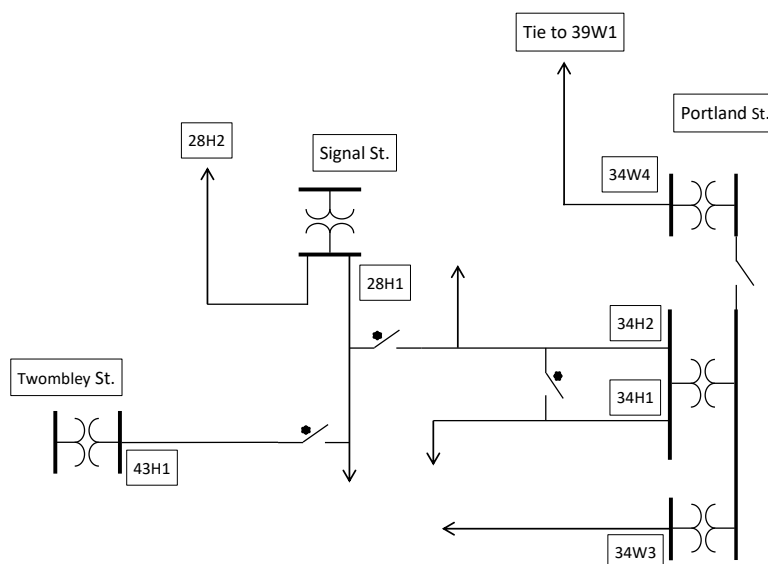 Tie to 39W1
Portland St.
28H2
Signal St.
34W4
28H1
34H2
Twombley St.
34H1
43H1
34W3